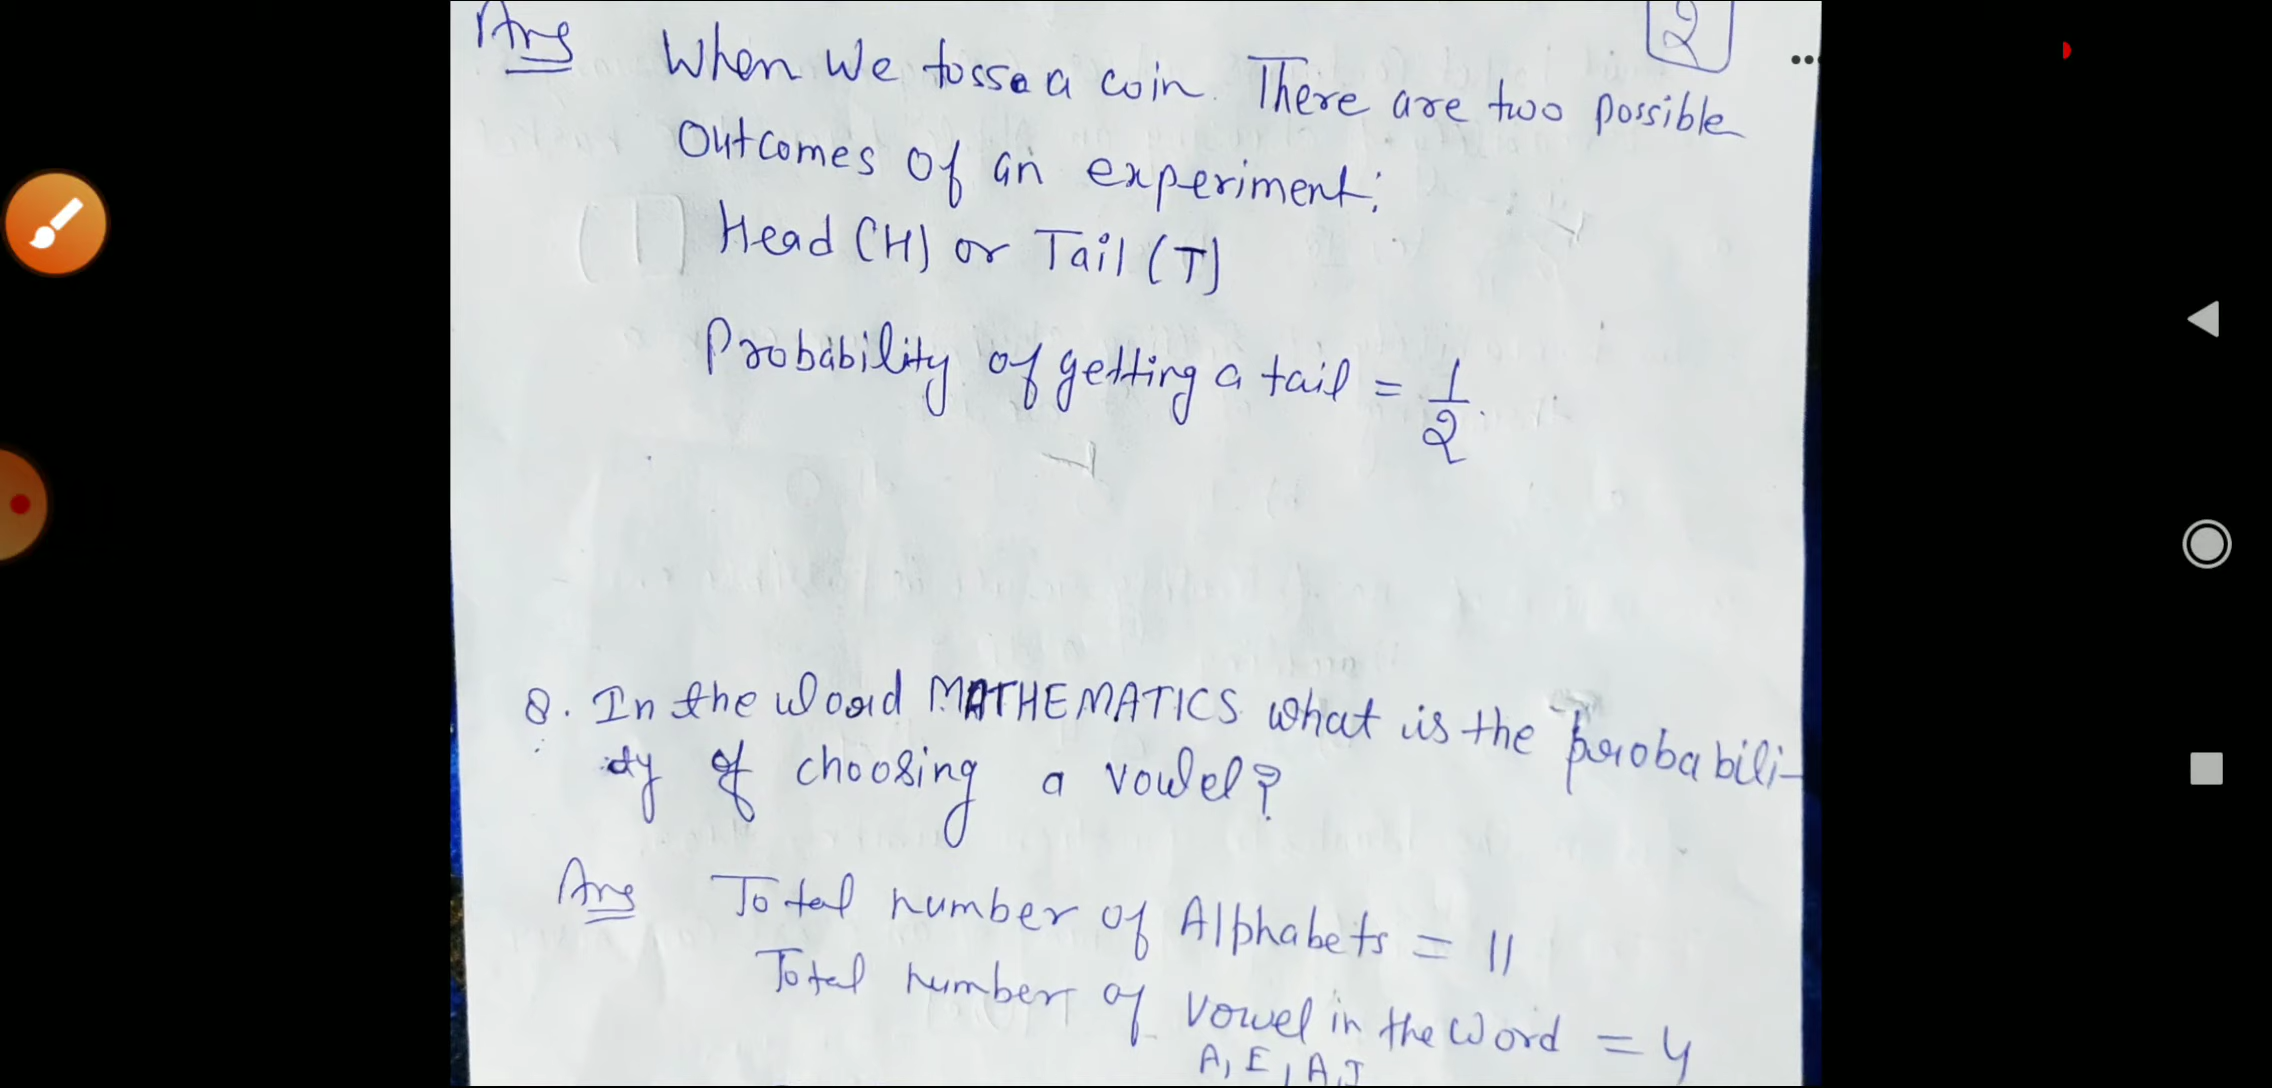 Ans
2
When we tosse a coin. There are two possible
Outcomes of an experiment:
Head (H) or Tail (T)
Probability of getting a tail = 1/2.
Q. In the word MATHEMATICS what is the probabili-
ty of choosing a vowel?
Ans Total number of Alphabets = 11
Total number of vowel in the word = 4
A, E, A, I